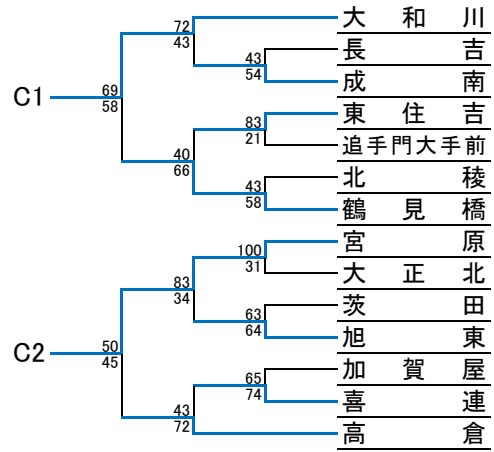 大和川
72
43
長吉
43
54
成南
C1
69
58
東住吉
83
21
追手門大手前
40
66
北稜
43
58
鶴見橋
宮原
100
31
大正北
83
34
茨田
63
64
旭東
C2
50
45
加賀屋
65
74
喜連
43
72
高倉